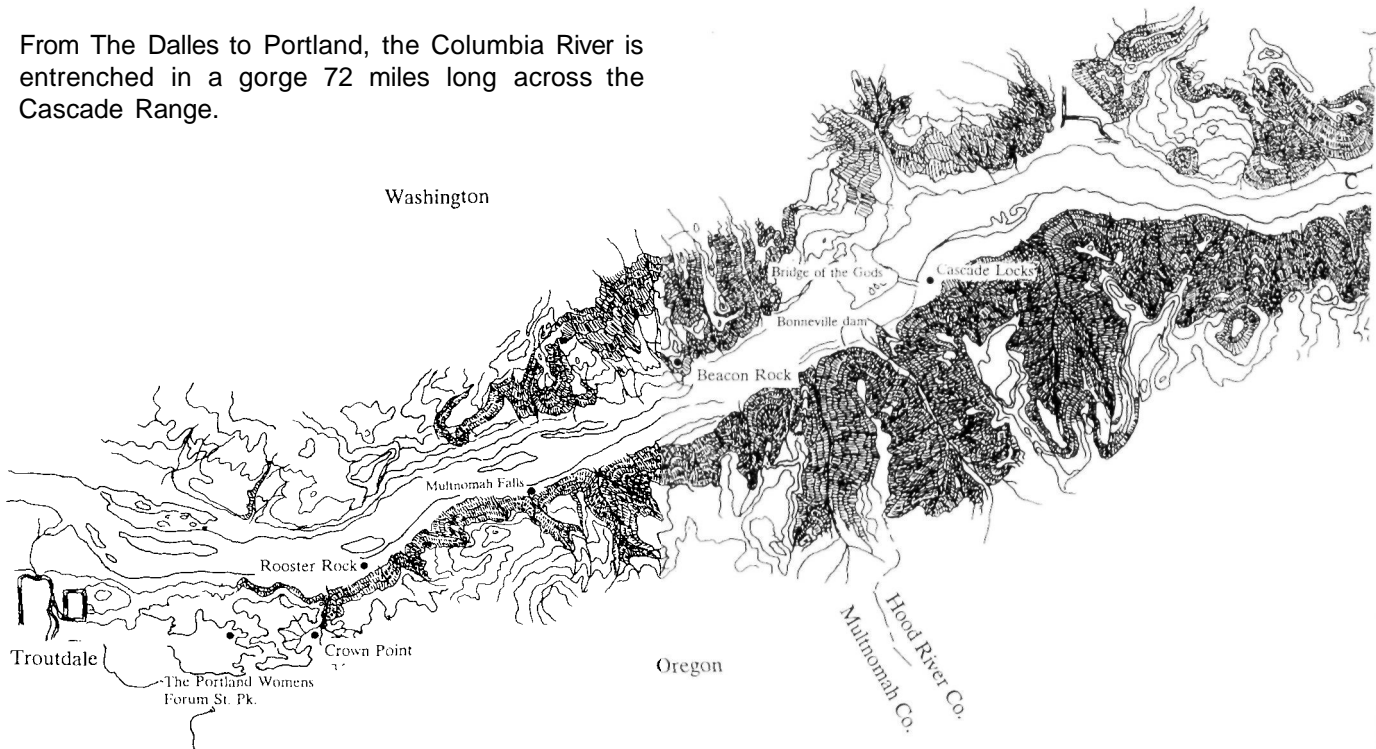 From The Dalles to Portland, the Columbia River is
entrenched in a gorge 72 miles long across the
Cascade Range.
Washington
C
Bridge of the Gods
Cascade Locks
Bonneville dam
Beacon Rock
Multnomah Falls
Rooster Rock
Crown Point
Troutdale
The Portland Womens
Forum St. Pk.
Oregon
Hood River Co.
Multnomah Co.